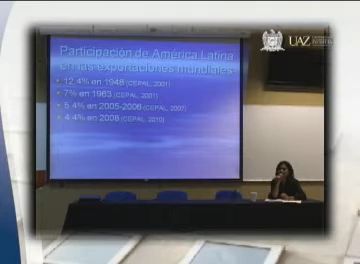 Participación de América Latina
en las exportaciones mundiales
12.4% en 1948 (CEPAL, 2001)
7% en 1963 (CEPAL, 2001)
5.4% en 2005-2006 (CEPAL, 2007)
4.4% en 2008 (CEPAL, 2010)
UAZ